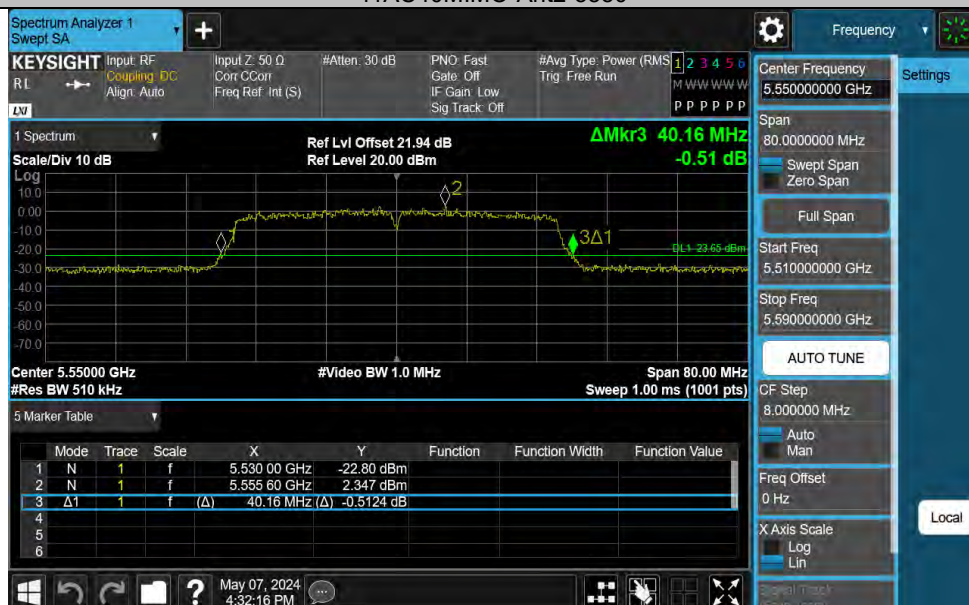 Spectrum Analyzer 1
Swept SA
Frequency
KEYSIGHT
RL
LXI
Input: RF
Coupling: DC
Align: Auto
Input Z: 50 Ω
Corr CCorr
Freq Ref: Int (S)
#Atten: 30 dB
PNO: Fast
Gate: Off
IF Gain: Low
Sig Track: Off
#Avg Type: Power (RMS
Trig: Free Run
1 2 3 4 5 6
M W W W W W
P P P P P P
Center Frequency
5.550000000 GHz
Settings
1 Spectrum
Scale/Div 10 dB
Ref Lvl Offset 21.94 dB
Ref Level 20.00 dBm
ΔMkr3 40.16 MHz
-0.51 dB
Span
80.0000000 MHz
Swept Span
Zero Span
Full Span
Log
10.0
0.00
-10.0
-20.0
-30.0
-40.0
-50.0
-60.0
-70.0
2
3Δ1
DL1 -23.65 dBm
Start Freq
5.510000000 GHz
Stop Freq
5.590000000 GHz
AUTO TUNE
Center 5.55000 GHz
#Video BW 1.0 MHz
Span 80.00 MHz
#Res BW 510 kHz
Sweep 1.00 ms (1001 pts)
CF Step
8.000000 MHz
Auto
Man
5 Marker Table
Mode Trace Scale X Y Function Function Width Function Value
1 N 1 f 5.530 00 GHz -22.80 dBm
2 N 1 f 5.555 60 GHz 2.347 dBm
3 Δ1 1 f (Δ) 40.16 MHz (Δ) -0.5124 dB
4
5
6
Freq Offset
0 Hz
X Axis Scale
Log
Lin
Local
Signal Track
?
May 07, 2024
4:32:16 PM